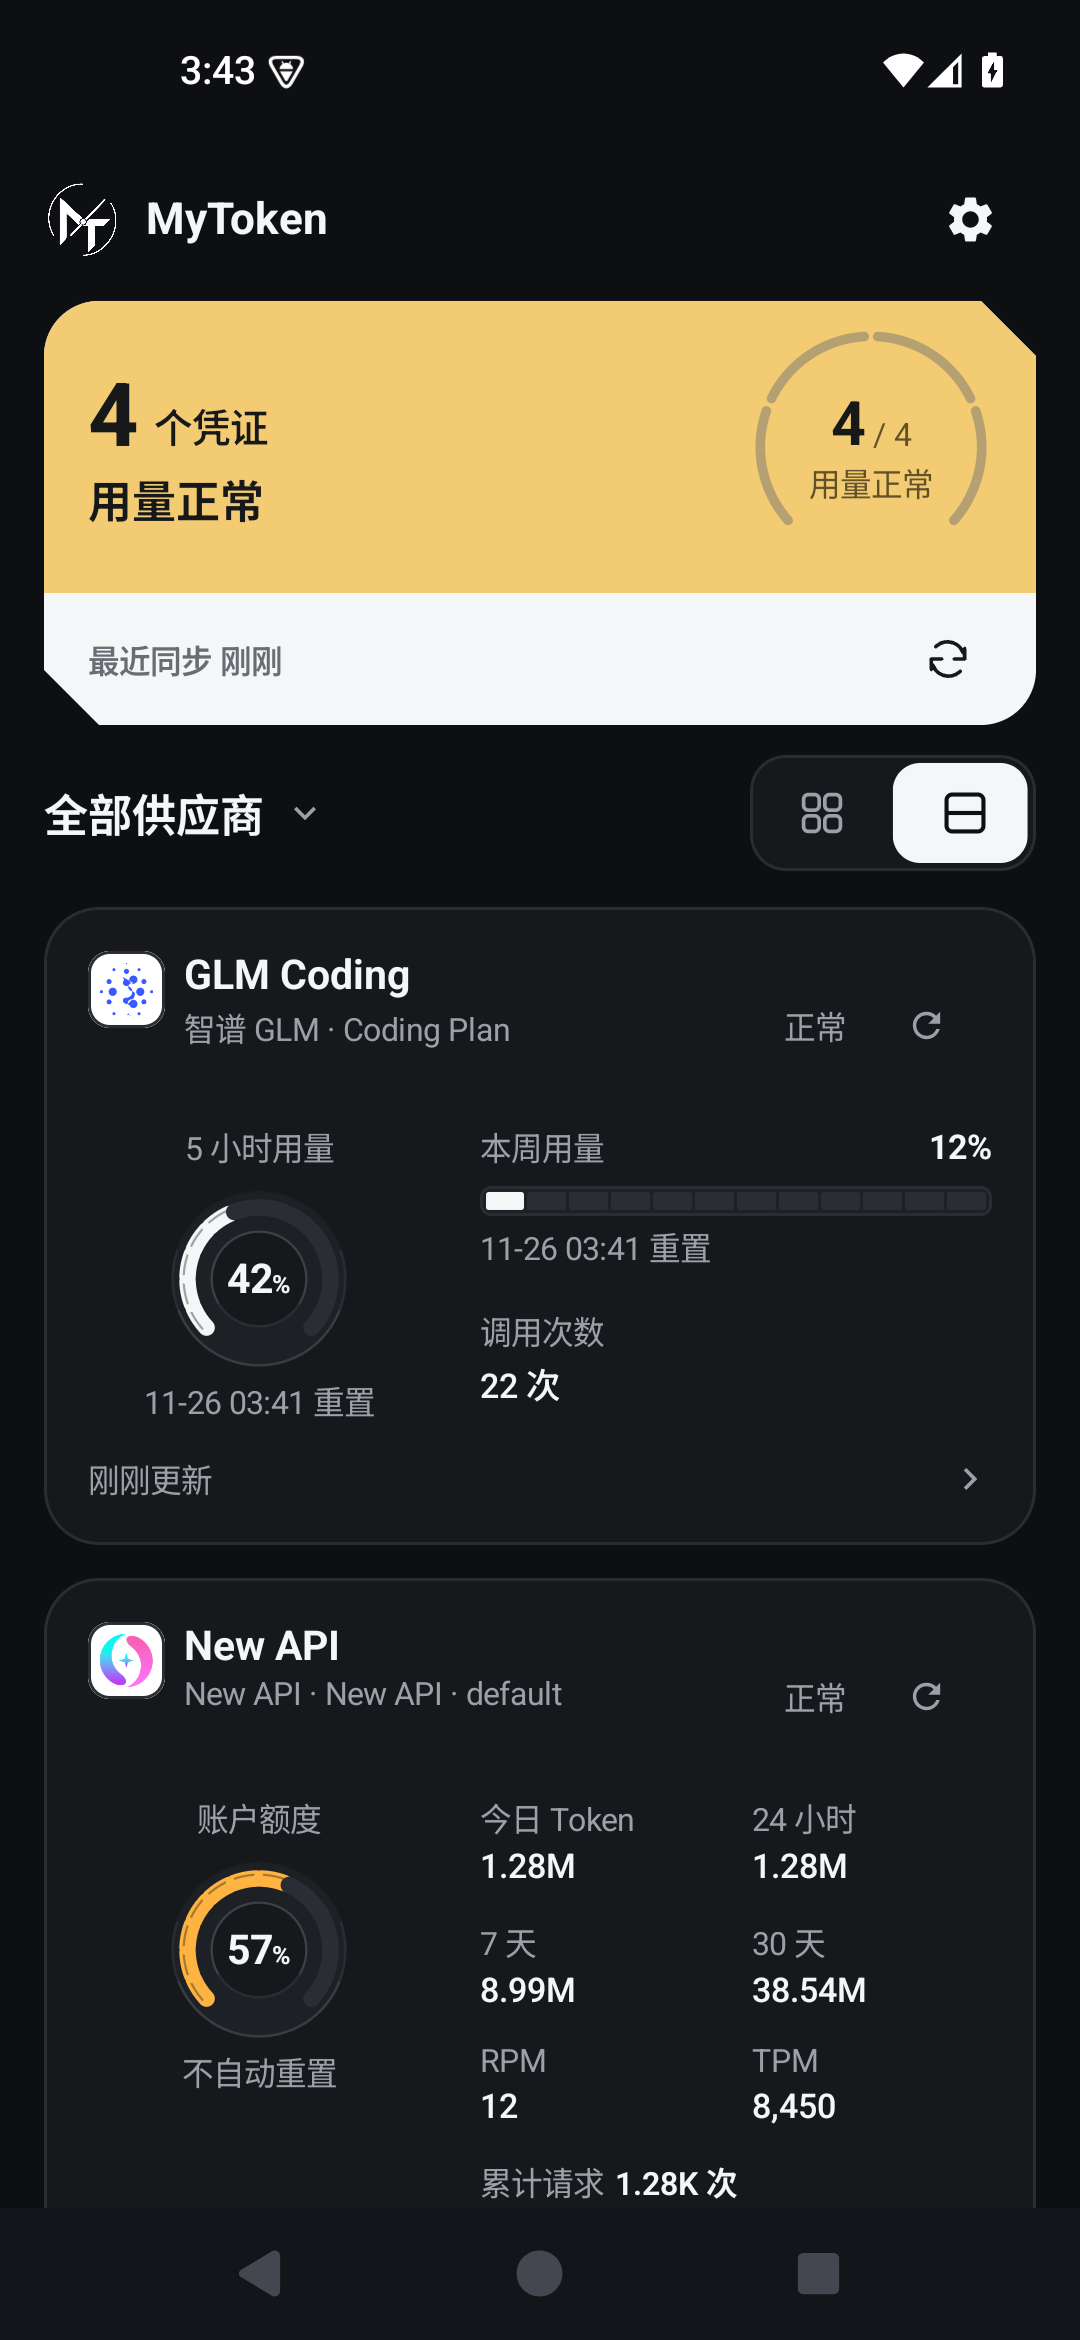 3:43
MyToken
4 个凭证
用量正常
4 / 4
用量正常
最近同步 刚刚
全部供应商
GLM Coding
智谱 GLM · Coding Plan
正常
5 小时用量
42%
11-26 03:41 重置
本周用量 12%
11-26 03:41 重置
调用次数
22 次
刚刚更新
New API
New API · New API · default
正常
账户额度
57%
不自动重置
今日 Token 24 小时
1.28M 1.28M
7 天 30 天
8.99M 38.54M
RPM TPM
12 8,450
累计请求 1.28K 次